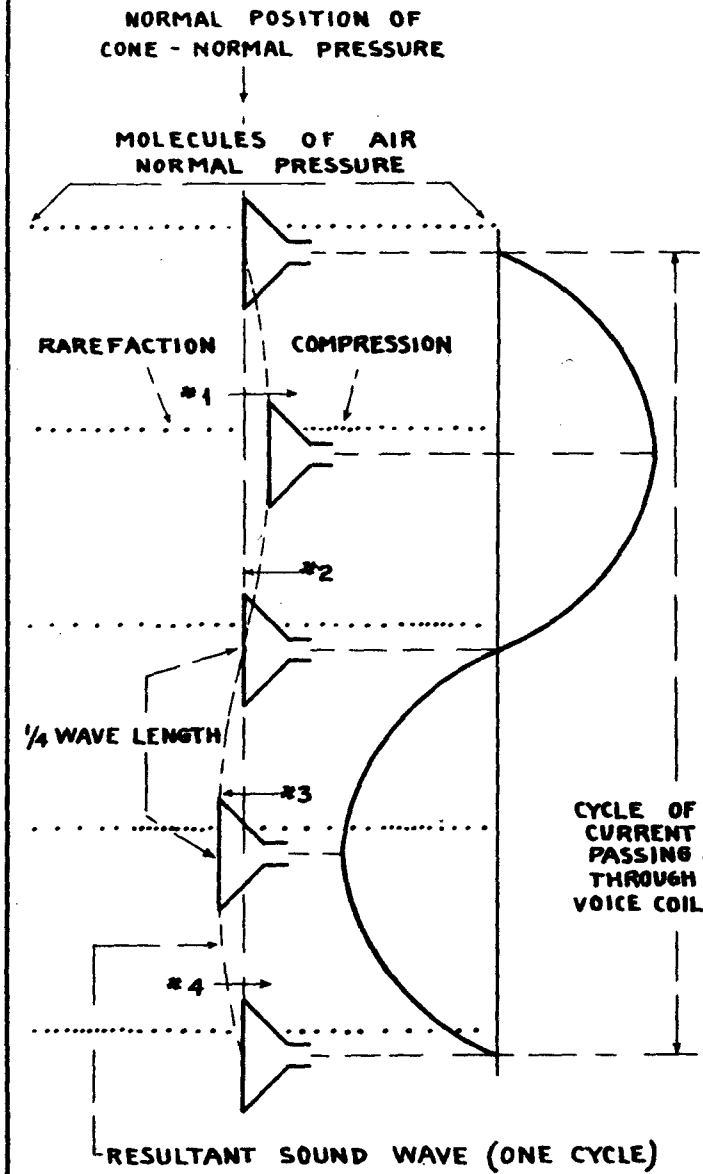 NORMAL POSITION OF
CONE - NORMAL PRESSURE
MOLECULES OF AIR
NORMAL PRESSURE
RAREFACTION
COMPRESSION
*1
*2
1/4 WAVE LENGTH
*3
CYCLE OF
CURRENT
PASSING
THROUGH
VOICE COIL
*4
RESULTANT SOUND WAVE (ONE CYCLE)